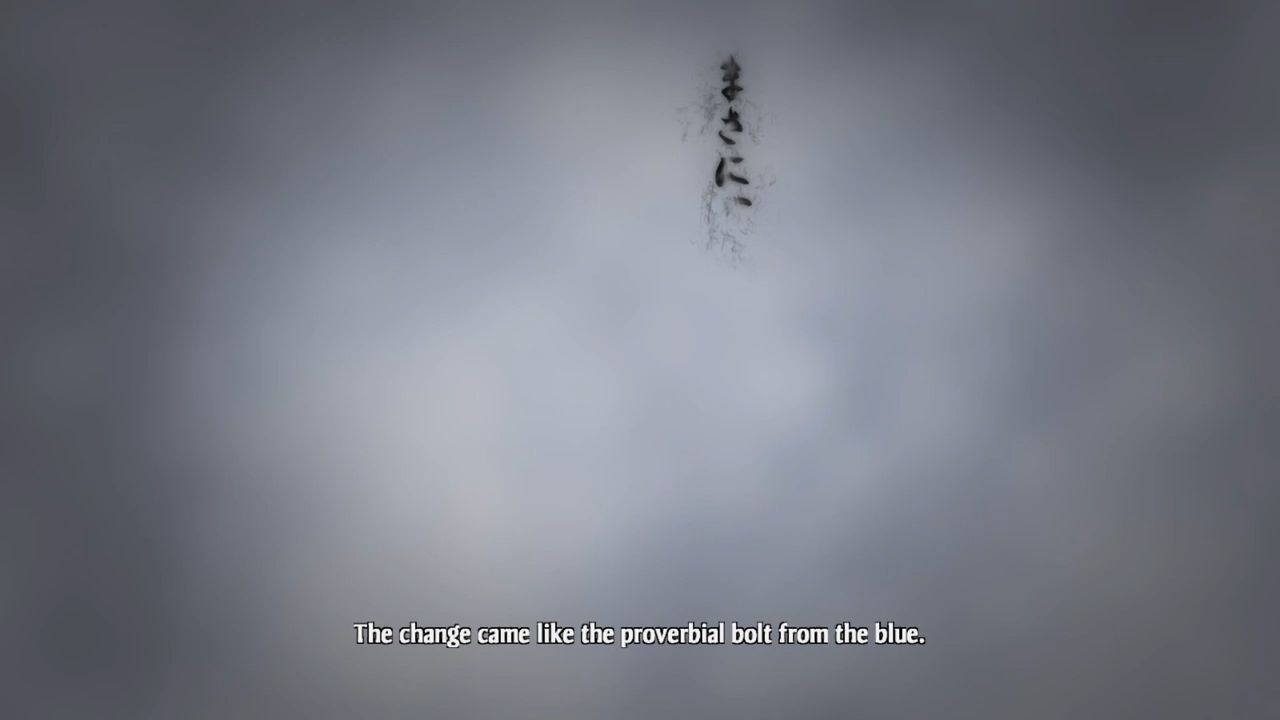 まさに、
The change came like the proverbial bolt from the blue.